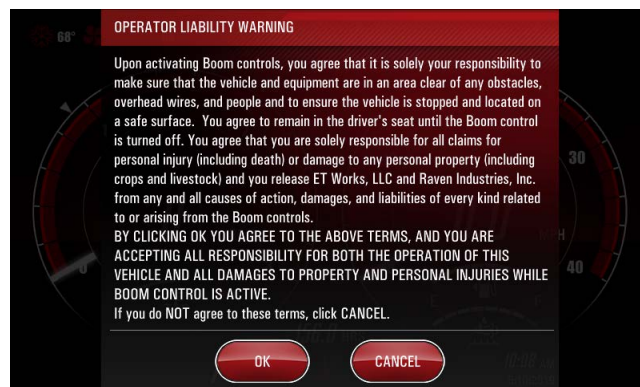 OPERATOR LIABILITY WARNING
68°
Upon activating Boom controls, you agree that it is solely your responsibility to
make sure that the vehicle and equipment are in an area clear of any obstacles,
overhead wires, and people and to ensure the vehicle is stopped and located on
a safe surface.  You agree to remain in the driver's seat until the Boom control
is turned off. You agree that you are solely responsible for all claims for
personal injury (including death) or damage to any personal property (including
crops and livestock) and you release ET Works, LLC and Raven Industries, Inc.
from any and all causes of action, damages, and liabilities of every kind related
to or arising from the Boom controls.
BY CLICKING OK YOU AGREE TO THE ABOVE TERMS, AND YOU ARE
ACCEPTING ALL RESPONSIBILITY FOR BOTH THE OPERATION OF THIS
VEHICLE AND ALL DAMAGES TO PROPERTY AND PERSONAL INJURIES WHILE
BOOM CONTROL IS ACTIVE.
If you do NOT agree to these terms, click CANCEL.
30
40
OK
CANCEL